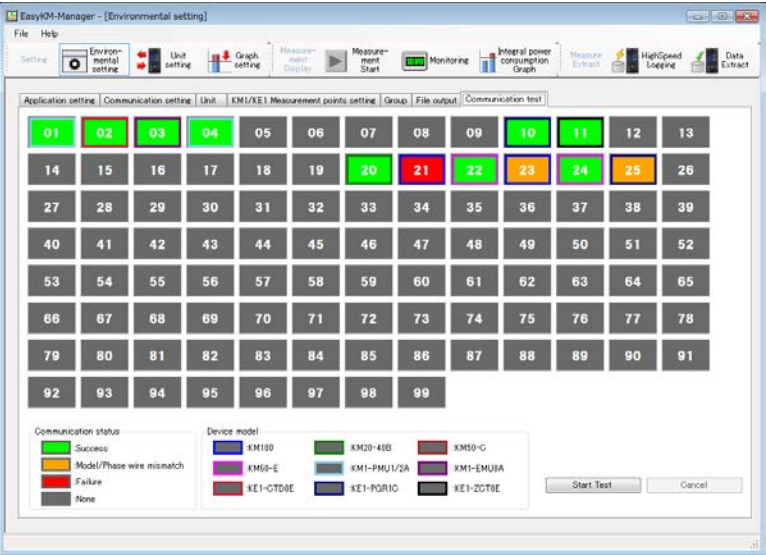 EasyKM-Manager - [Environmental setting]
File Help
Setting
Environ-
mental
setting
Unit
setting
Graph
setting
Measure-
ment
Display
Measure-
ment
Start
Monitoring
Integral power
consumption
Graph
Measure
Extract
HighSpeed
Logging
Data
Extract
Application setting Communication setting Unit KM1/KE1 Measurement points setting Group File output Communication test
01 02 03 04 05 06 07 08 09 10 11 12 13
14 15 16 17 18 19 20 21 22 23 24 25 26
27 28 29 30 31 32 33 34 35 36 37 38 39
40 41 42 43 44 45 46 47 48 49 50 51 52
53 54 55 56 57 58 59 60 61 62 63 64 65
66 67 68 69 70 71 72 73 74 75 76 77 78
79 80 81 82 83 84 85 86 87 88 89 90 91
92 93 94 95 96 97 98 99
Communication status
:Success
:Model/Phase wire mismatch
:Failure
:None
Device model
:KM100 :KM20-40B :KM50-C
:KM50-E :KM1-PMU1/2A :KM1-EMU8A
:KE1-CTD8E :KE1-PGR1C :KE1-ZCT8E
Start Test Cancel